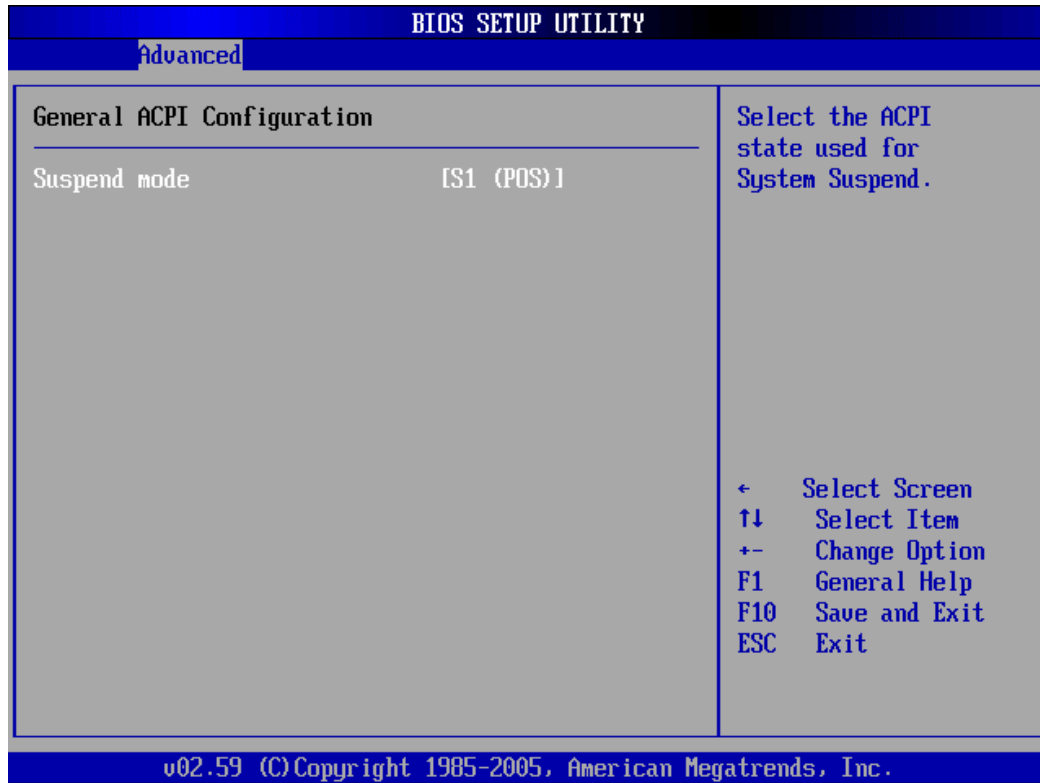 BIOS SETUP UTILITY
Advanced
General ACPI Configuration
Suspend mode [S1 (POS)]
Select the ACPI
state used for
System Suspend.
← Select Screen
↑↓ Select Item
+- Change Option
F1 General Help
F10 Save and Exit
ESC Exit
v02.59 (C)Copyright 1985-2005, American Megatrends, Inc.